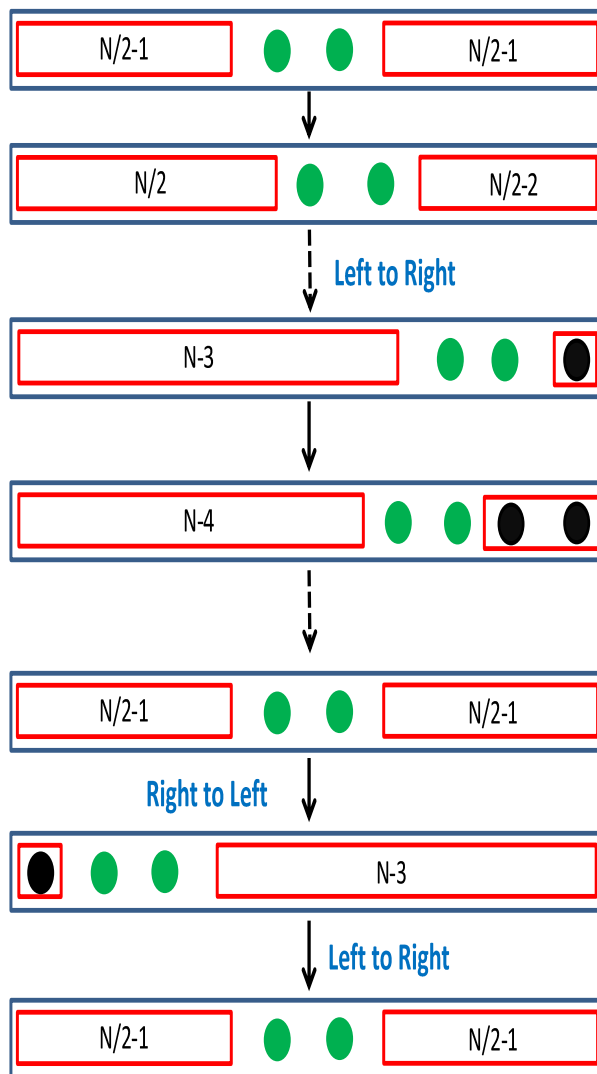 N/2-1 N/2-1
N/2 N/2-2
Left to Right
N-3
N-4
N/2-1 N/2-1
Right to Left
N-3
Left to Right
N/2-1 N/2-1